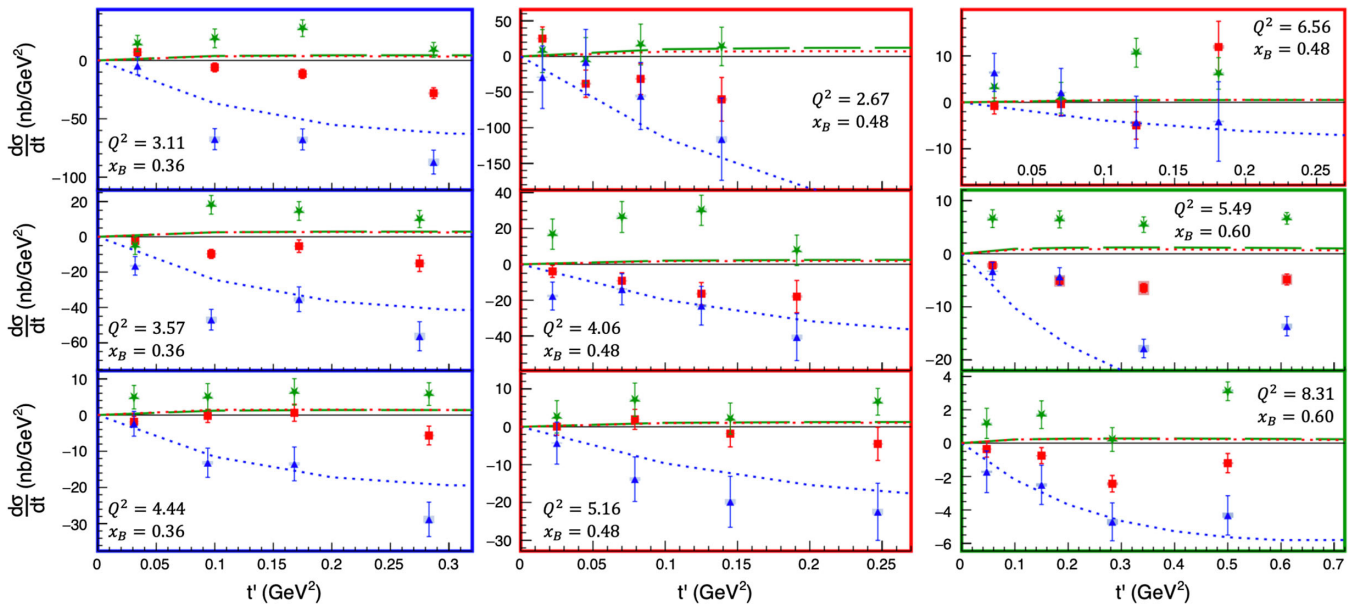 dσ/dt (nb/GeV²)
0
−50
−100
Q² = 3.11
x_B = 0.36
50
0
−50
−100
−150
Q² = 2.67
x_B = 0.48
10
0
−10
0.05 0.1 0.15 0.2 0.25
Q² = 6.56
x_B = 0.48
dσ/dt (nb/GeV²)
20
0
−20
−40
−60
Q² = 3.57
x_B = 0.36
40
20
0
−20
−40
Q² = 4.06
x_B = 0.48
0
−10
−20
Q² = 5.49
x_B = 0.60
dσ/dt (nb/GeV²)
10
0
−10
−20
−30
Q² = 4.44
x_B = 0.36
10
0
−10
−20
−30
Q² = 5.16
x_B = 0.48
4
2
0
−2
−4
−6
Q² = 8.31
x_B = 0.60
0 0.05 0.1 0.15 0.2 0.25 0.3
0 0.05 0.1 0.15 0.2 0.25
0 0.1 0.2 0.3 0.4 0.5 0.6 0.7
t' (GeV²)
t' (GeV²)
t' (GeV²)